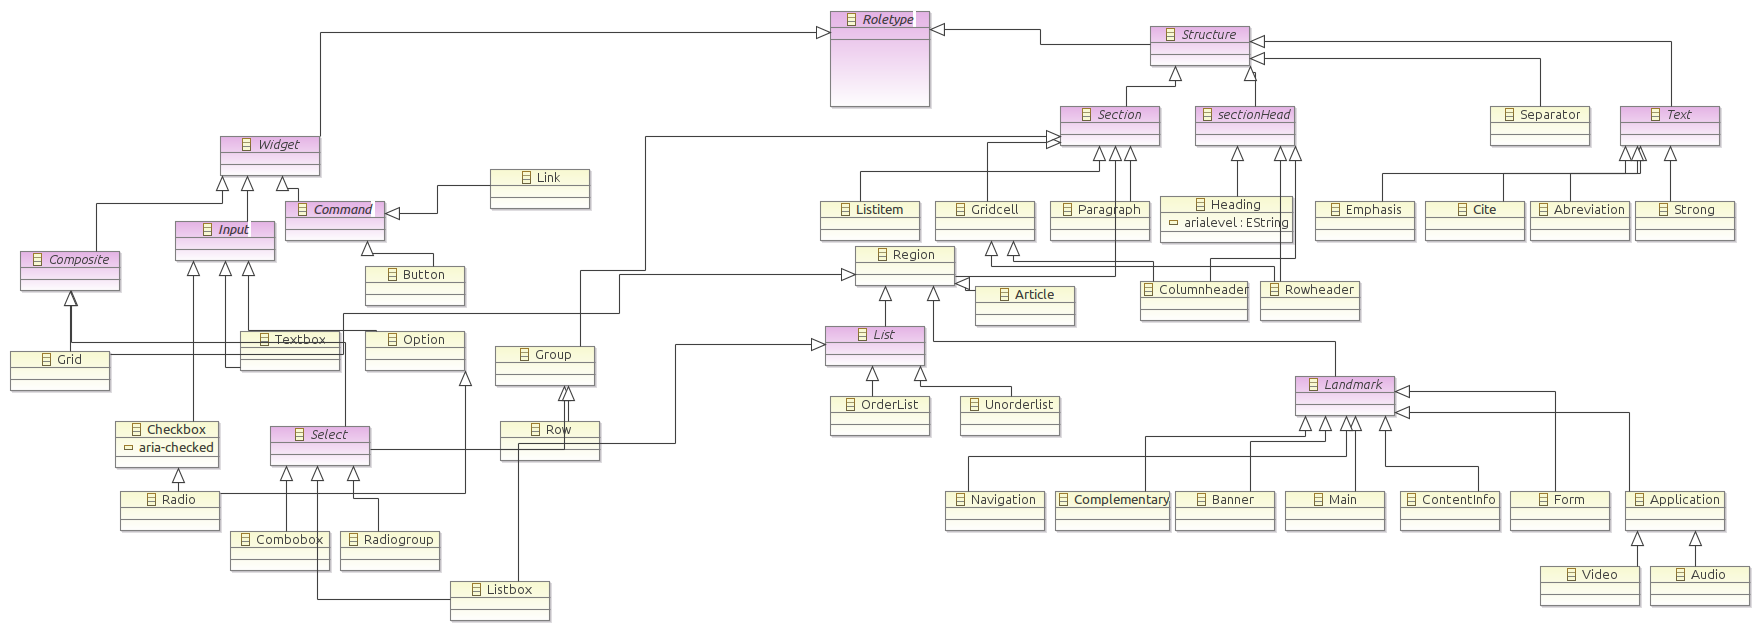 Roletype
Structure
Widget
Section
sectionHead
Separator
Text
Link
Command
Input
Composite
Listitem
Gridcell
Paragraph
Heading
arialevel : EString
Emphasis
Cite
Abreviation
Strong
Button
Region
Article
Columnheader
Rowheader
Grid
Textbox
Option
Group
List
Landmark
OrderList
Unorderlist
Checkbox
aria-checked
Select
Row
Radio
Combobox
Radiogroup
Listbox
Navigation
Complementary
Banner
Main
ContentInfo
Form
Application
Video
Audio